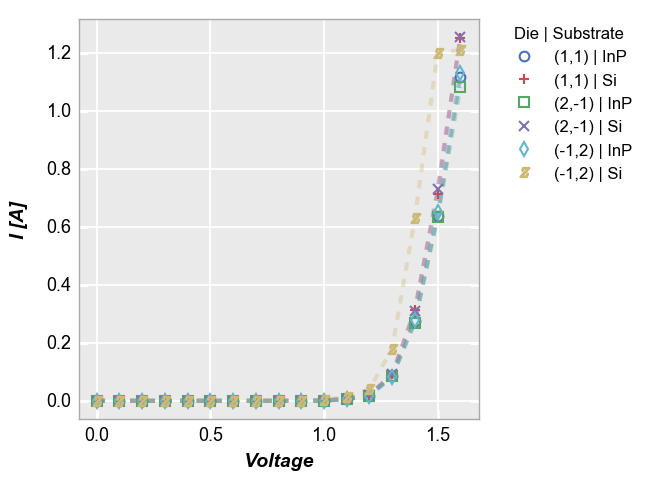 Die | Substrate
(1,1) | InP
(1,1) | Si
(2,-1) | InP
(2,-1) | Si
(-1,2) | InP
(-1,2) | Si
I [A]
1.2
1.0
0.8
0.6
0.4
0.2
0.0
0.0 0.5 1.0 1.5
Voltage